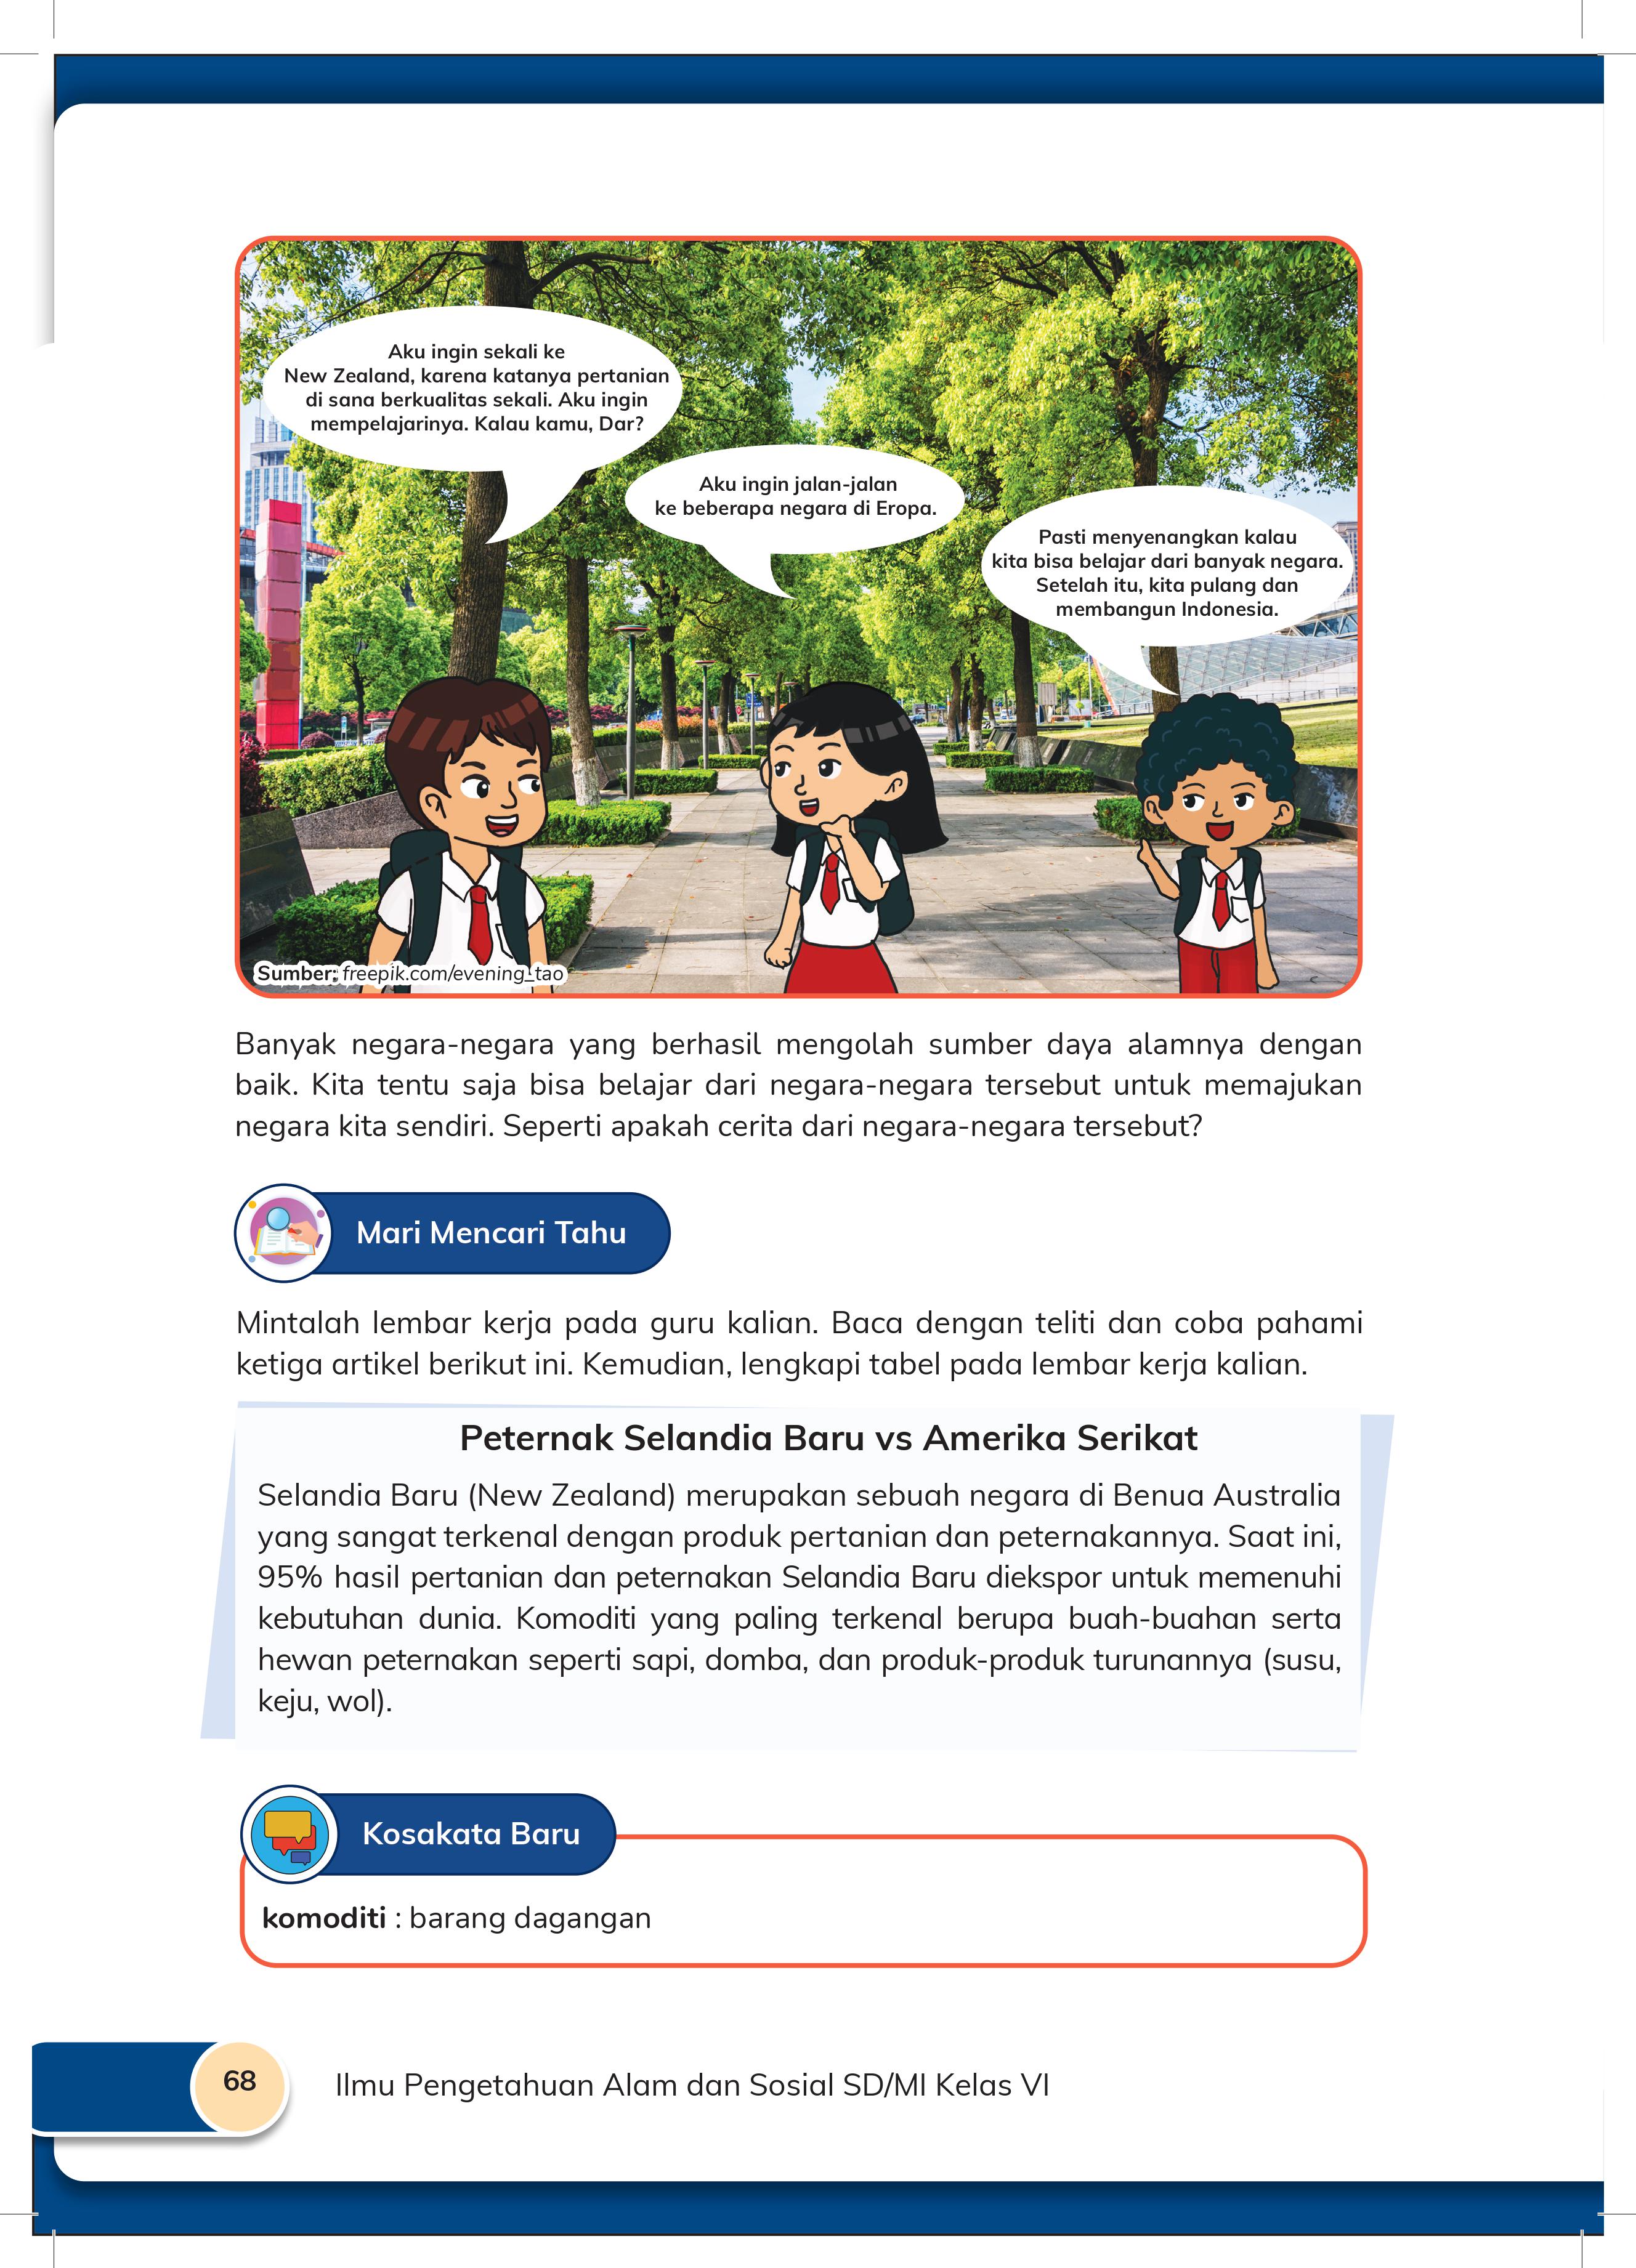 Aku ingin sekali ke
New Zealand, karena katanya pertanian
di sana berkualitas sekali. Aku ingin
mempelajarinya. Kalau kamu, Dar?
Aku ingin jalan-jalan
ke beberapa negara di Eropa.
Pasti menyenangkan kalau
kita bisa belajar dari banyak negara.
Setelah itu, kita pulang dan
membangun Indonesia.
Sumber: freepik.com/evening_tao
Banyak negara-negara yang berhasil mengolah sumber daya alamnya dengan
baik. Kita tentu saja bisa belajar dari negara-negara tersebut untuk memajukan
negara kita sendiri. Seperti apakah cerita dari negara-negara tersebut?
Mari Mencari Tahu
Mintalah lembar kerja pada guru kalian. Baca dengan teliti dan coba pahami
ketiga artikel berikut ini. Kemudian, lengkapi tabel pada lembar kerja kalian.
Peternak Selandia Baru vs Amerika Serikat
Selandia Baru (New Zealand) merupakan sebuah negara di Benua Australia
yang sangat terkenal dengan produk pertanian dan peternakannya. Saat ini,
95% hasil pertanian dan peternakan Selandia Baru diekspor untuk memenuhi
kebutuhan dunia. Komoditi yang paling terkenal berupa buah-buahan serta
hewan peternakan seperti sapi, domba, dan produk-produk turunannya (susu,
keju, wol).
Kosakata Baru
komoditi : barang dagangan
68
Ilmu Pengetahuan Alam dan Sosial SD/MI Kelas VI